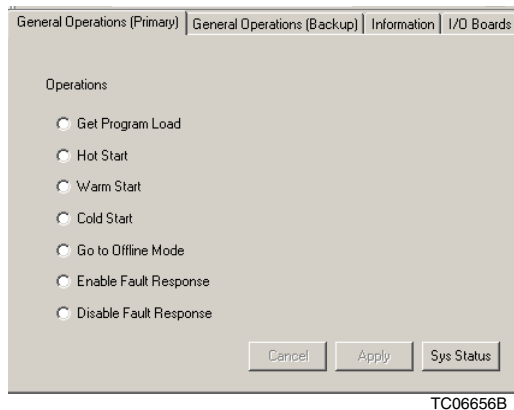 General Operations (Primary) General Operations (Backup) Information I/O Boards
Operations
Get Program Load
Hot Start
Warm Start
Cold Start
Go to Offline Mode
Enable Fault Response
Disable Fault Response
Cancel Apply Sys Status
TC06656B